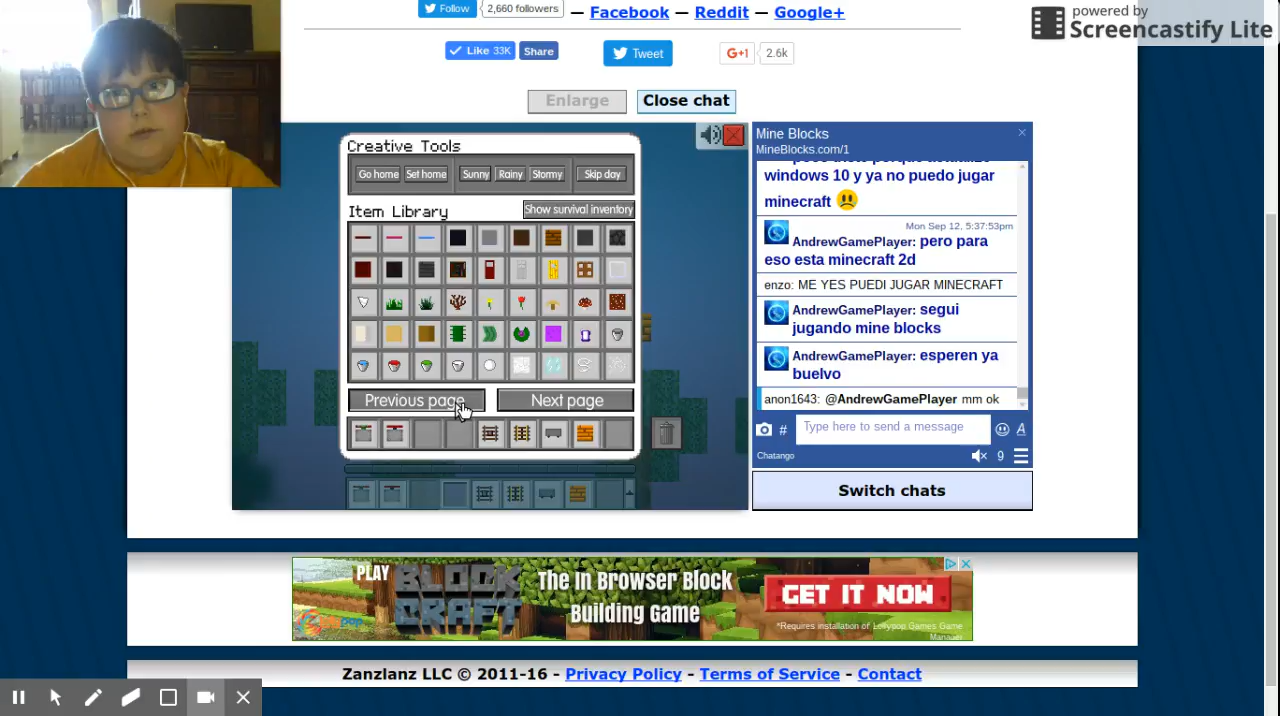 Follow
2,660 followers
— Facebook — Reddit — Google+
powered by
Screencastify Lite
Like 33K
Share
Tweet
G+1
2.6k
Enlarge
Close chat
Creative Tools
Go home
Set home
Sunny
Rainy
Stormy
Skip day
Item Library
Show survival inventory
Previous page
Next page
Mine Blocks
MineBlocks.com/1
windows 10 y ya no puedo jugar
minecraft
Mon Sep 12, 5:37:53pm
AndrewGamePlayer: pero para
eso esta minecraft 2d
enzo: ME YES PUEDI JUGAR MINECRAFT
AndrewGamePlayer: segui
jugando mine blocks
AndrewGamePlayer: esperen ya
buelvo
anon1643: @AndrewGamePlayer mm ok
#
Type here to send a message
A
Chatango
9
Switch chats
PLAY
BLOCK
CRAFT
The In Browser Block
Building Game
GET IT NOW
*Requires installation of Lollypop Games Game
Manager
Zanzlanz LLC © 2011-16 - Privacy Policy - Terms of Service - Contact